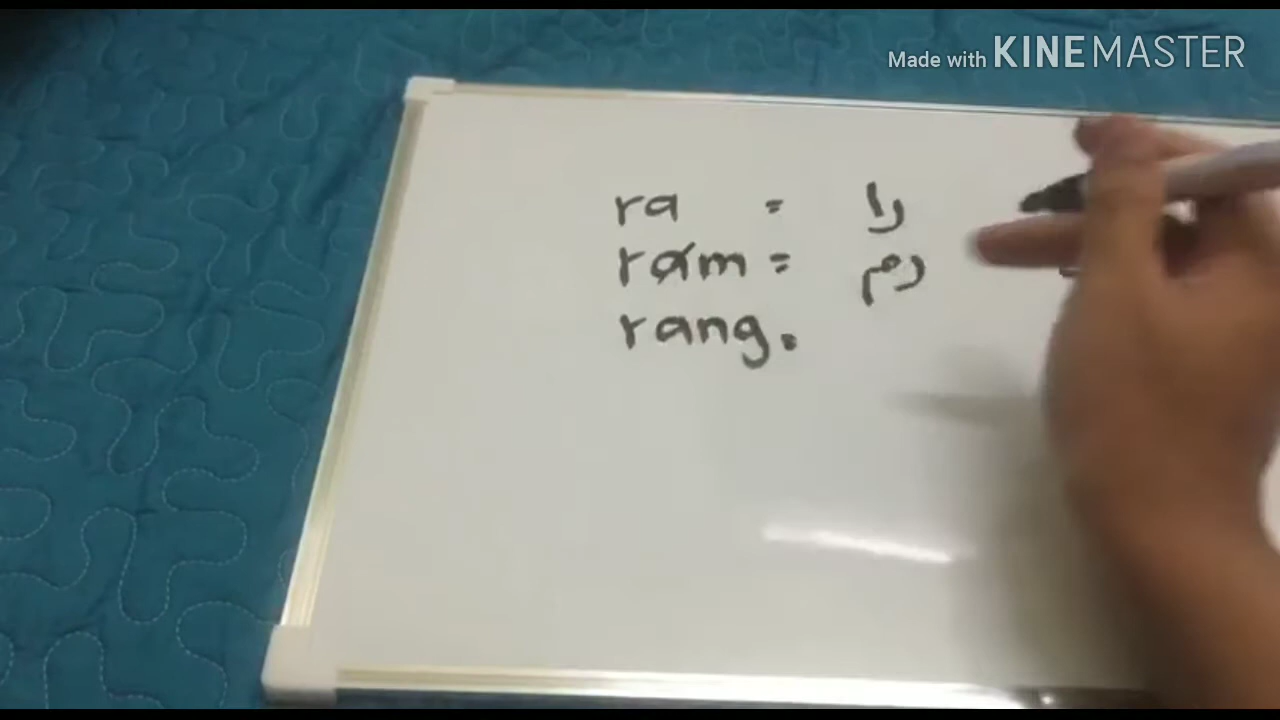 Made with KINEMASTER
ra = را
ram = رم
rang.